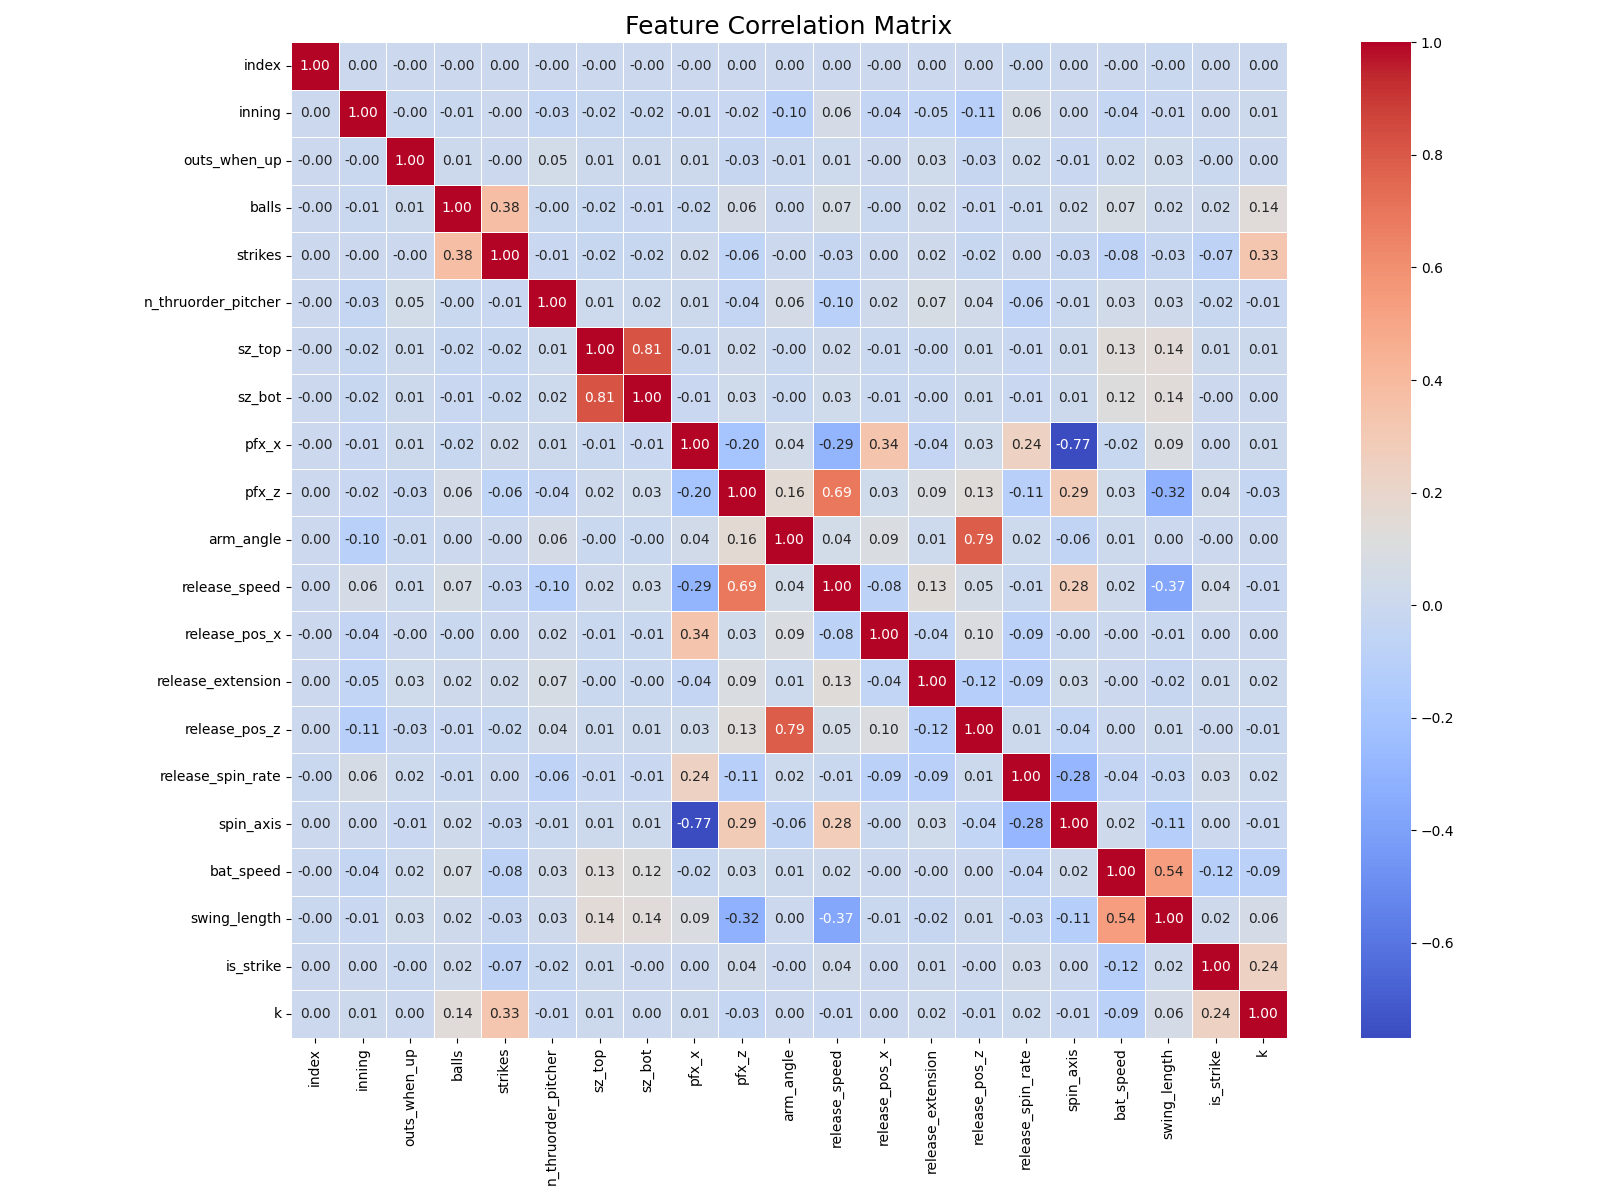 Feature Correlation Matrix
index 1.00 0.00 -0.00 -0.00 0.00 -0.00 -0.00 -0.00 -0.00 0.00 0.00 0.00 -0.00 0.00 0.00 -0.00 0.00 -0.00 -0.00 0.00 0.00
inning 0.00 1.00 -0.00 -0.01 -0.00 -0.03 -0.02 -0.02 -0.01 -0.02 -0.10 0.06 -0.04 -0.05 -0.11 0.06 0.00 -0.04 -0.01 0.00 0.01
outs_when_up -0.00 -0.00 1.00 0.01 -0.00 0.05 0.01 0.01 0.01 -0.03 -0.01 0.01 -0.00 0.03 -0.03 0.02 -0.01 0.02 0.03 -0.00 0.00
balls -0.00 -0.01 0.01 1.00 0.38 -0.00 -0.02 -0.01 -0.02 0.06 0.00 0.07 -0.00 0.02 -0.01 -0.01 0.02 0.07 0.02 0.02 0.14
strikes 0.00 -0.00 -0.00 0.38 1.00 -0.01 -0.02 -0.02 0.02 -0.06 -0.00 -0.03 0.00 0.02 -0.02 0.00 -0.03 -0.08 -0.03 -0.07 0.33
n_thruorder_pitcher -0.00 -0.03 0.05 -0.00 -0.01 1.00 0.01 0.02 0.01 -0.04 0.06 -0.10 0.02 0.07 0.04 -0.06 -0.01 0.03 0.03 -0.02 -0.01
sz_top -0.00 -0.02 0.01 -0.02 -0.02 0.01 1.00 0.81 -0.01 0.02 -0.00 0.02 -0.01 -0.00 0.01 -0.01 0.01 0.13 0.14 0.01 0.01
sz_bot -0.00 -0.02 0.01 -0.01 -0.02 0.02 0.81 1.00 -0.01 0.03 -0.00 0.03 -0.01 -0.00 0.01 -0.01 0.01 0.12 0.14 -0.00 0.00
pfx_x -0.00 -0.01 0.01 -0.02 0.02 0.01 -0.01 -0.01 1.00 -0.20 0.04 -0.29 0.34 -0.04 0.03 0.24 -0.77 -0.02 0.09 0.00 0.01
pfx_z 0.00 -0.02 -0.03 0.06 -0.06 -0.04 0.02 0.03 -0.20 1.00 0.16 0.69 0.03 0.09 0.13 -0.11 0.29 0.03 -0.32 0.04 -0.03
arm_angle 0.00 -0.10 -0.01 0.00 -0.00 0.06 -0.00 -0.00 0.04 0.16 1.00 0.04 0.09 0.01 0.79 0.02 -0.06 0.01 0.00 -0.00 0.00
release_speed 0.00 0.06 0.01 0.07 -0.03 -0.10 0.02 0.03 -0.29 0.69 0.04 1.00 -0.08 0.13 0.05 -0.01 0.28 0.02 -0.37 0.04 -0.01
release_pos_x -0.00 -0.04 -0.00 -0.00 0.00 0.02 -0.01 -0.01 0.34 0.03 0.09 -0.08 1.00 -0.04 0.10 -0.09 -0.00 -0.00 -0.01 0.00 0.00
release_extension 0.00 -0.05 0.03 0.02 0.02 0.07 -0.00 -0.00 -0.04 0.09 0.01 0.13 -0.04 1.00 -0.12 -0.09 0.03 -0.00 -0.02 0.01 0.02
release_pos_z 0.00 -0.11 -0.03 -0.01 -0.02 0.04 0.01 0.01 0.03 0.13 0.79 0.05 0.10 -0.12 1.00 0.01 -0.04 0.00 0.01 -0.00 -0.01
release_spin_rate -0.00 0.06 0.02 -0.01 0.00 -0.06 -0.01 -0.01 0.24 -0.11 0.02 -0.01 -0.09 -0.09 0.01 1.00 -0.28 -0.04 -0.03 0.03 0.02
spin_axis 0.00 0.00 -0.01 0.02 -0.03 -0.01 0.01 0.01 -0.77 0.29 -0.06 0.28 -0.00 0.03 -0.04 -0.28 1.00 0.02 -0.11 0.00 -0.01
bat_speed -0.00 -0.04 0.02 0.07 -0.08 0.03 0.13 0.12 -0.02 0.03 0.01 0.02 -0.00 -0.00 0.00 -0.04 0.02 1.00 0.54 -0.12 -0.09
swing_length -0.00 -0.01 0.03 0.02 -0.03 0.03 0.14 0.14 0.09 -0.32 0.00 -0.37 -0.01 -0.02 0.01 -0.03 -0.11 0.54 1.00 0.02 0.06
is_strike 0.00 0.00 -0.00 0.02 -0.07 -0.02 0.01 -0.00 0.00 0.04 -0.00 0.04 0.00 0.01 -0.00 0.03 0.00 -0.12 0.02 1.00 0.24
k 0.00 0.01 0.00 0.14 0.33 -0.01 0.01 0.00 0.01 -0.03 0.00 -0.01 0.00 0.02 -0.01 0.02 -0.01 -0.09 0.06 0.24 1.00
index inning outs_when_up balls strikes n_thruorder_pitcher sz_top sz_bot pfx_x pfx_z arm_angle release_speed release_pos_x release_extension release_pos_z release_spin_rate spin_axis bat_speed swing_length is_strike k
1.0
0.8
0.6
0.4
0.2
0.0
−0.2
−0.4
−0.6